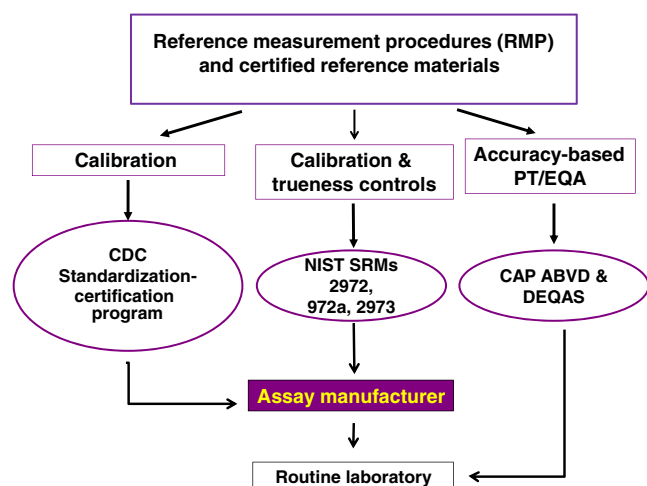 Reference measurement procedures (RMP)
and certified reference materials
Calibration
Calibration &
trueness controls
Accuracy-based
PT/EQA
CDC
Standardization-
certification
program
NIST SRMs
2972,
972a, 2973
CAP ABVD &
DEQAS
Assay manufacturer
Routine laboratory